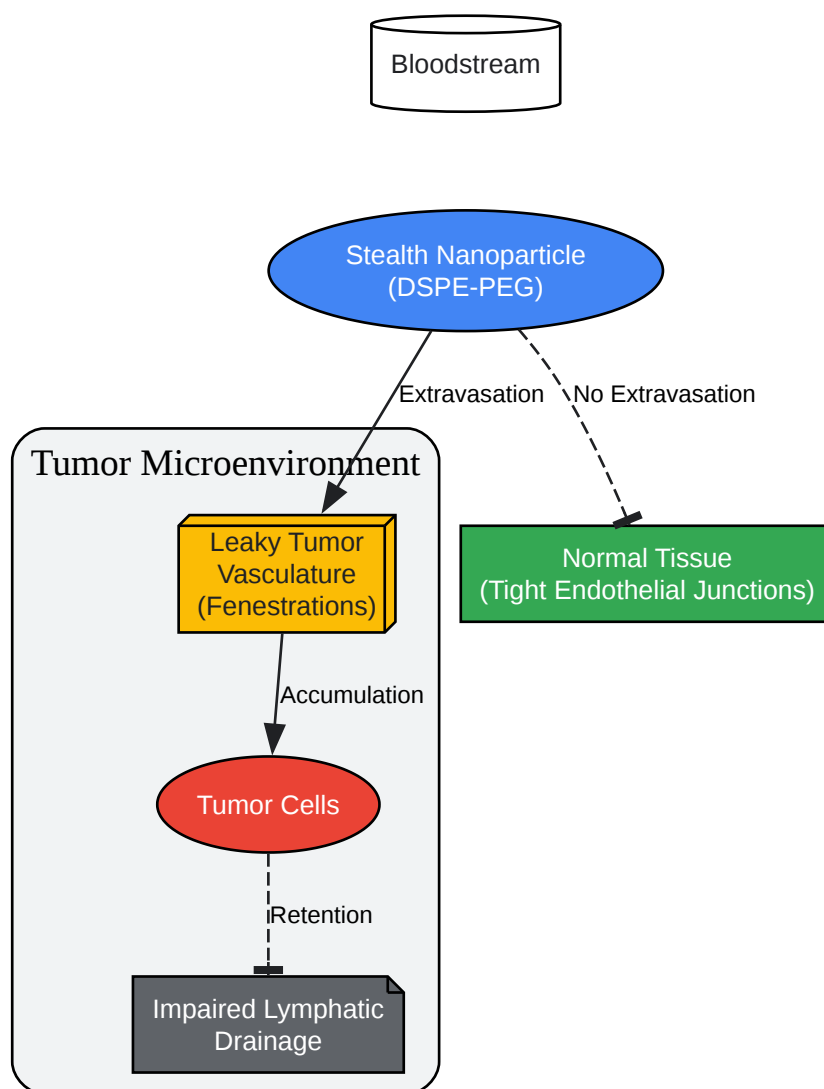 Bloodstream
Stealth Nanoparticle
(DSPE-PEG)
Extravasation
No Extravasation
Tumor Microenvironment
Leaky Tumor
Vasculature
(Fenestrations)
Normal Tissue
(Tight Endothelial Junctions)
Accumulation
Tumor Cells
Retention
Impaired Lymphatic
Drainage